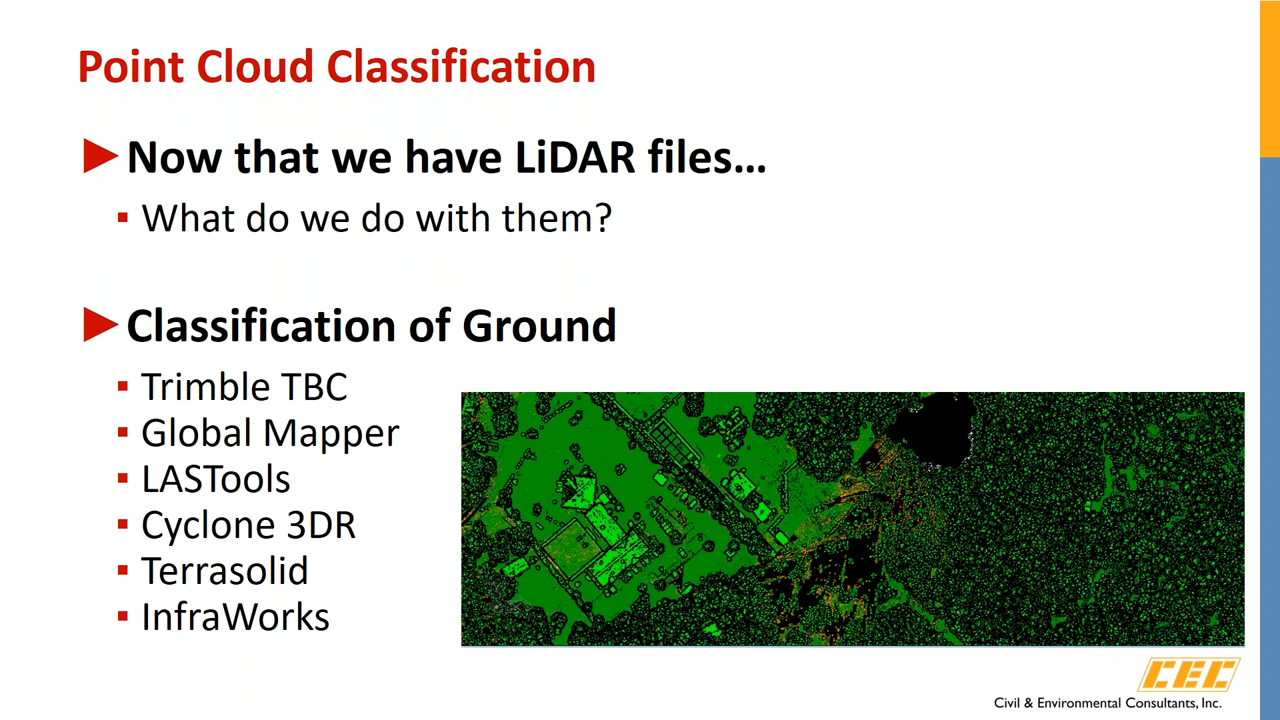 Point Cloud Classification
Now that we have LiDAR files...
What do we do with them?
Classification of Ground
Trimble TBC
Global Mapper
LASTools
Cyclone 3DR
Terrasolid
InfraWorks
CEC
Civil & Environmental Consultants, Inc.